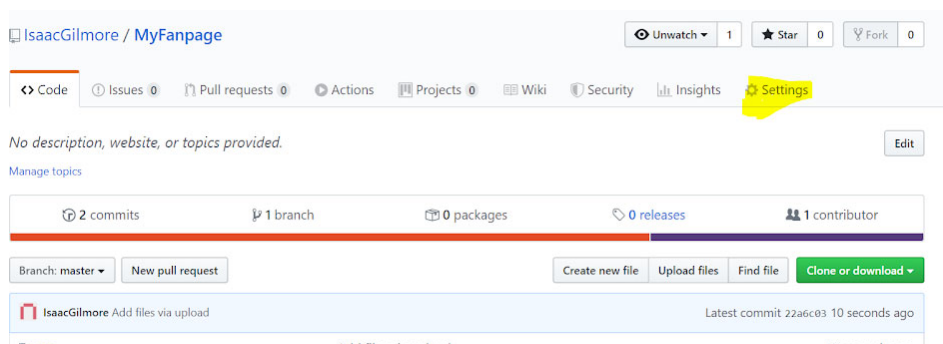 IsaacGilmore / MyFanpage
Unwatch 1 Star 0 Fork 0
<> Code Issues 0 Pull requests 0 Actions Projects 0 Wiki Security Insights Settings
No description, website, or topics provided. Edit
Manage topics
2 commits 1 branch 0 packages 0 releases 1 contributor
Branch: master New pull request Create new file Upload files Find file Clone or download
IsaacGilmore Add files via upload Latest commit 22a6c03 10 seconds ago